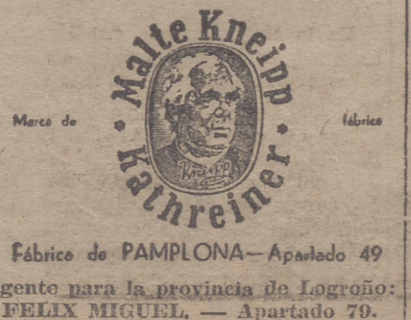 Malte Kneipp
Marca de fábrica
Kneipp
Kathreiner
Fábrica de PAMPLONA—Apartado 49
gente para la provincia de Logroño:
FELIX MIGUEL. — Apartado 79.